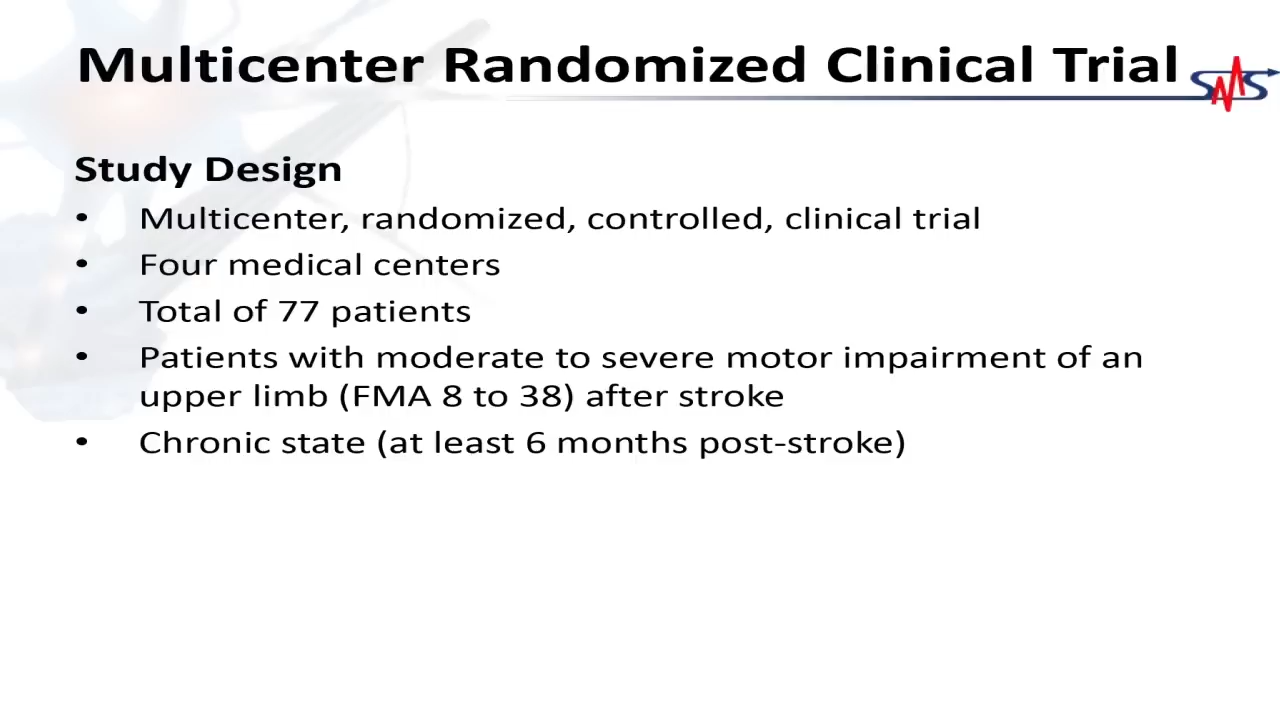 Multicenter Randomized Clinical Trial
SMS
Study Design
• Multicenter, randomized, controlled, clinical trial
• Four medical centers
• Total of 77 patients
• Patients with moderate to severe motor impairment of an
upper limb (FMA 8 to 38) after stroke
• Chronic state (at least 6 months post-stroke)